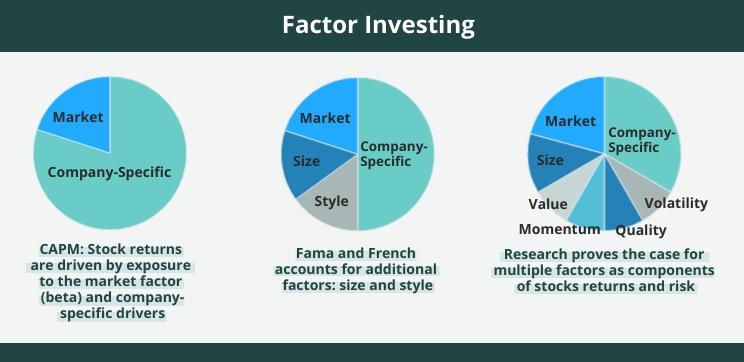 Factor Investing
Market
Company-Specific
CAPM: Stock returns
are driven by exposure
to the market factor
(beta) and company-
specific drivers
Market
Company-
Specific
Size
Style
Fama and French
accounts for additional
factors: size and style
Market
Company-
Specific
Size
Value
Volatility
Momentum
Quality
Research proves the case for
multiple factors as components
of stocks returns and risk